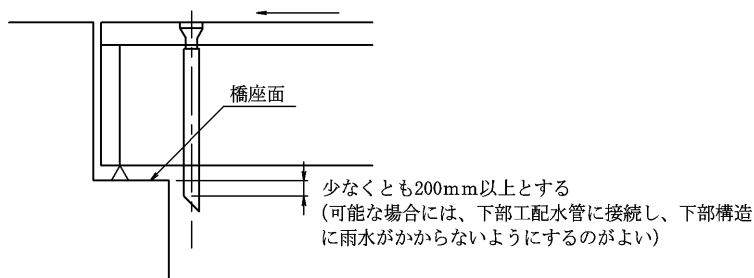 橋座面
少なくとも200mm以上とする
(可能な場合には、下部工配水管に接続し、下部構造
に雨水がかからないようにするのがよい)